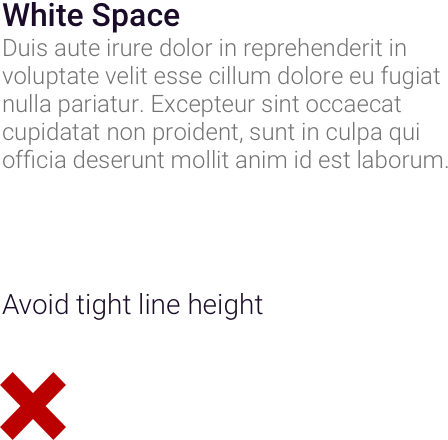 White Space
Duis aute irure dolor in reprehenderit in
voluptate velit esse cillum dolore eu fugiat
nulla pariatur. Excepteur sint occaecat
cupidatat non proident, sunt in culpa qui
officia deserunt mollit anim id est laborum.
Avoid tight line height